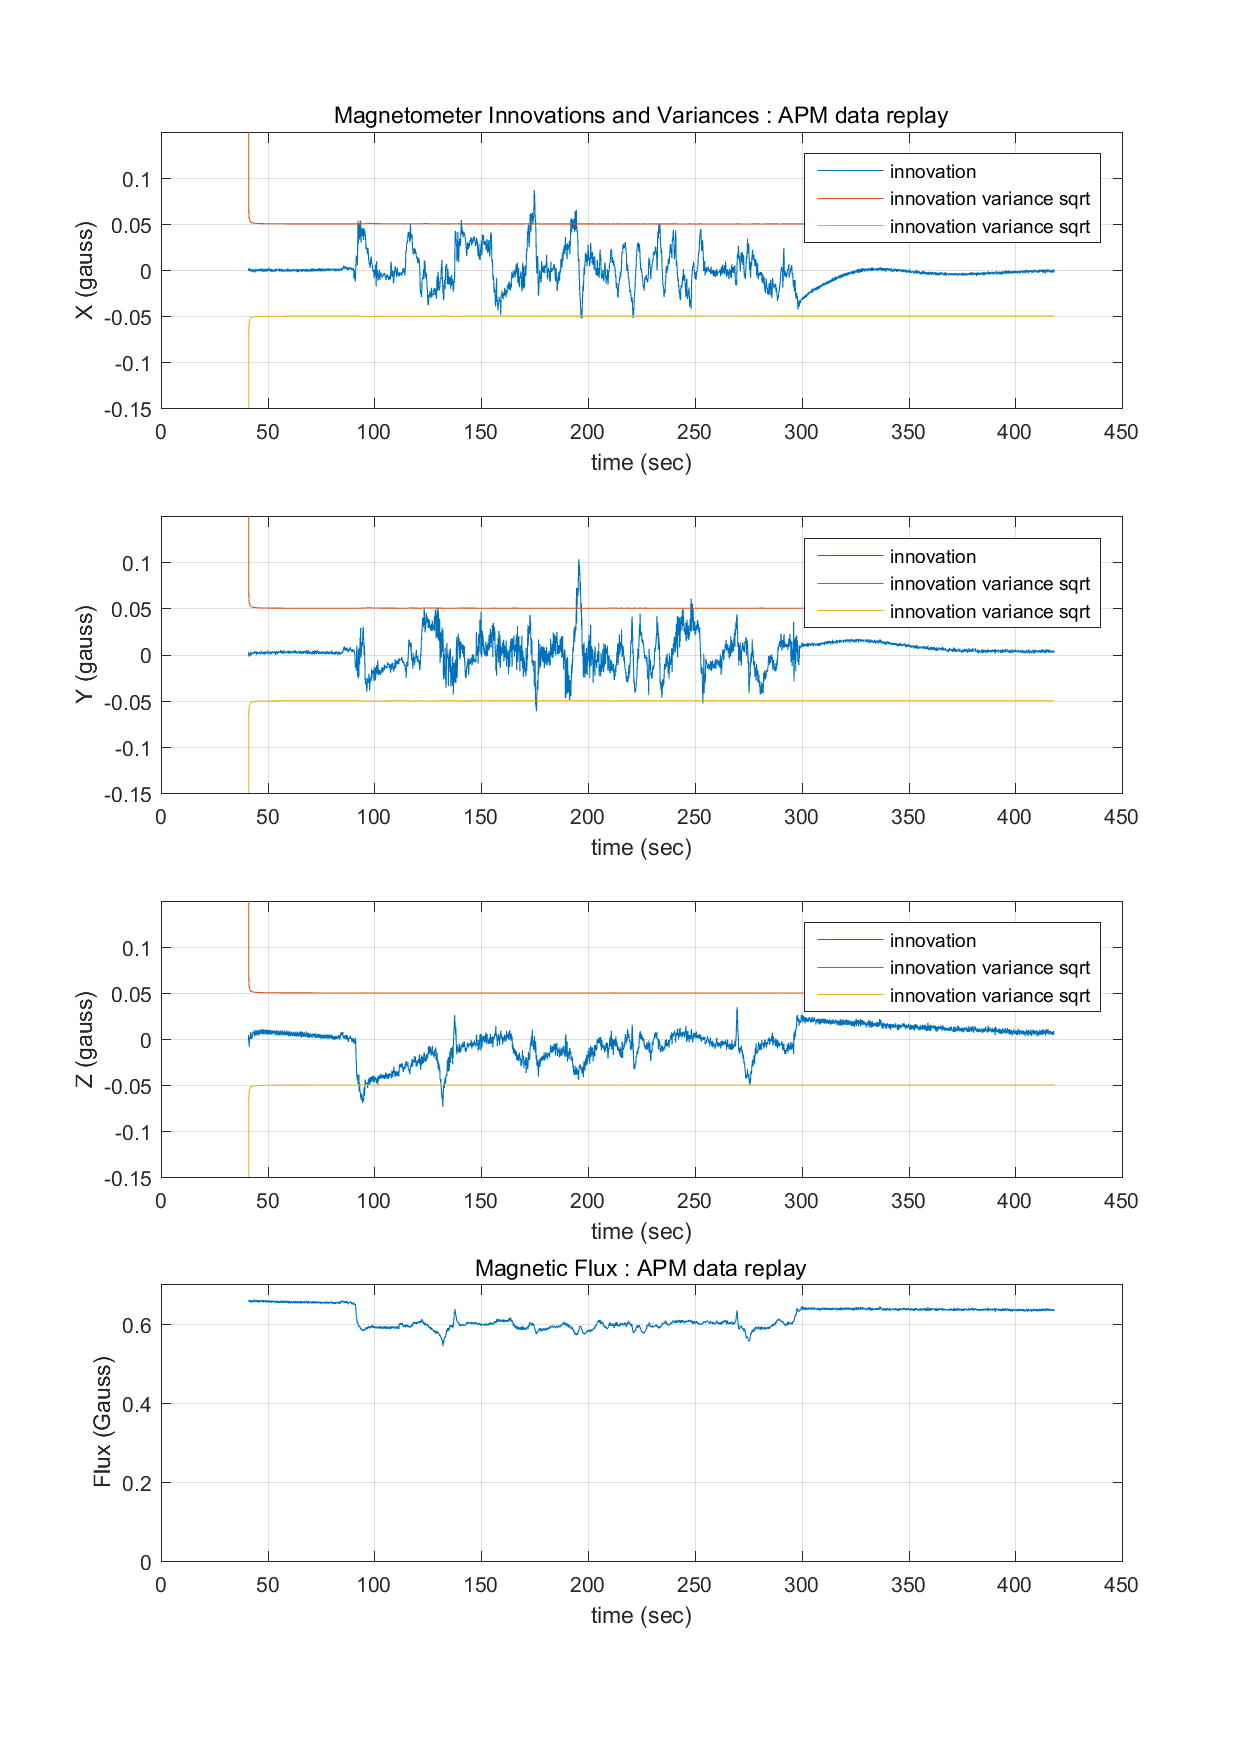 Magnetometer Innovations and Variances : APM data replay
innovation
innovation variance sqrt
innovation variance sqrt
X (gauss)
0.1
0.05
0
-0.05
-0.1
-0.15
0 50 100 150 200 250 300 350 400 450
time (sec)
innovation
innovation variance sqrt
innovation variance sqrt
Y (gauss)
0.1
0.05
0
-0.05
-0.1
-0.15
0 50 100 150 200 250 300 350 400 450
time (sec)
innovation
innovation variance sqrt
innovation variance sqrt
Z (gauss)
0.1
0.05
0
-0.05
-0.1
-0.15
0 50 100 150 200 250 300 350 400 450
time (sec)
Magnetic Flux : APM data replay
Flux (Gauss)
0.6
0.4
0.2
0
0 50 100 150 200 250 300 350 400 450
time (sec)